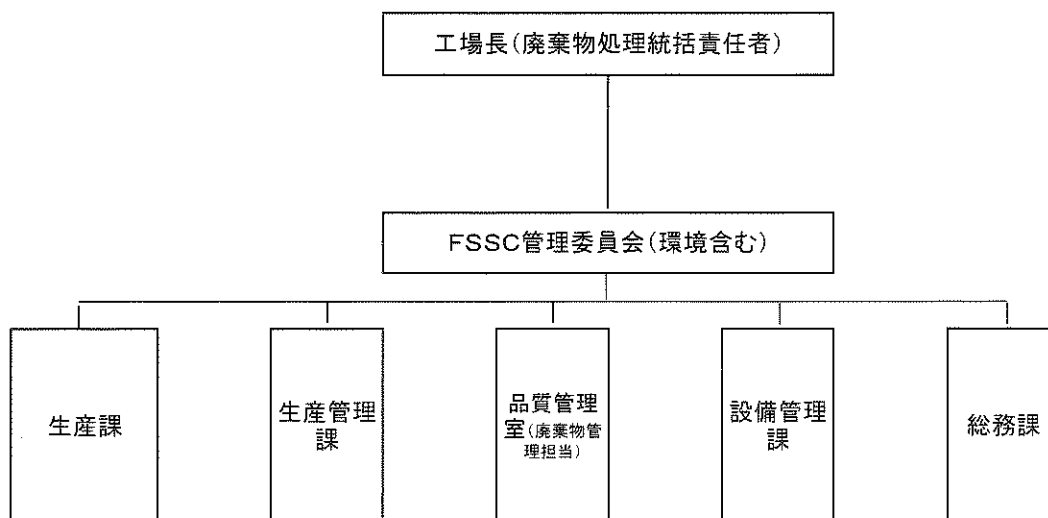 工場長(廃棄物処理統括責任者)
FSSC管理委員会(環境含む)
生産課
生産管理
課
品質管理
室(廃棄物管
理担当)
設備管理
課
総務課